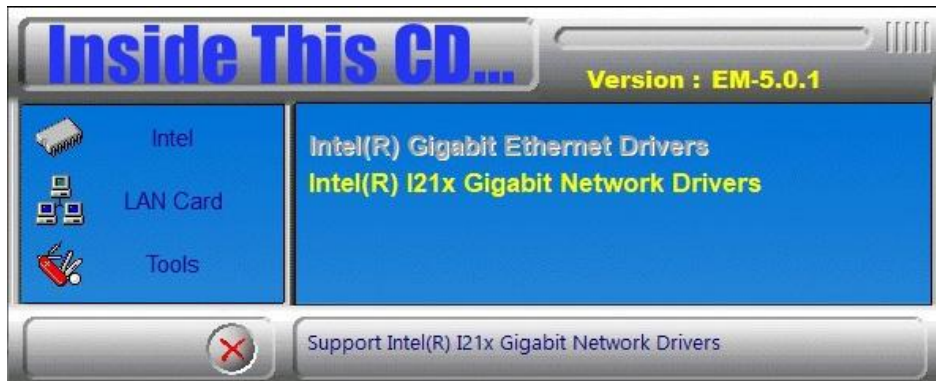 Inside This CD...
Version : EM-5.0.1
Intel
LAN Card
Tools
Intel(R) Gigabit Ethernet Drivers
Intel(R) I21x Gigabit Network Drivers
Support Intel(R) I21x Gigabit Network Drivers